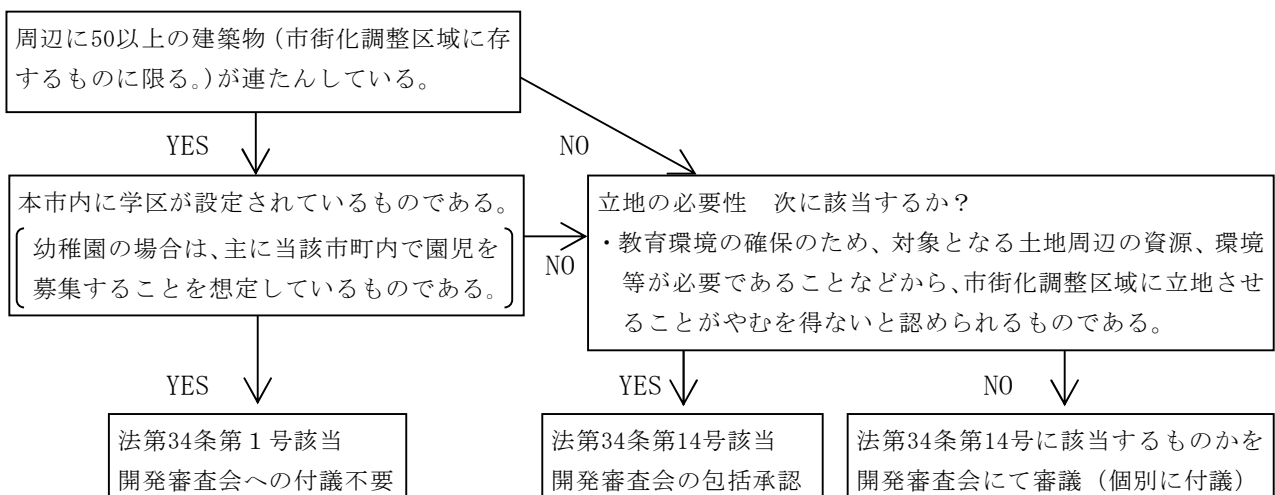 周辺に50以上の建築物（市街化調整区域に存
するものに限る。）が連たんしている。
YES
NO
本市内に学区が設定されているものである。
幼稚園の場合は、主に当該市町内で園児を
募集することを想定しているものである。
NO
立地の必要性　次に該当するか？
・教育環境の確保のため、対象となる土地周辺の資源、環境
等が必要であることなどから、市街化調整区域に立地させ
ることがやむを得ないと認められるものである。
YES
YES
NO
法第34条第１号該当
開発審査会への付議不要
法第34条第14号該当
開発審査会の包括承認
法第34条第14号に該当するものかを
開発審査会にて審議（個別に付議）